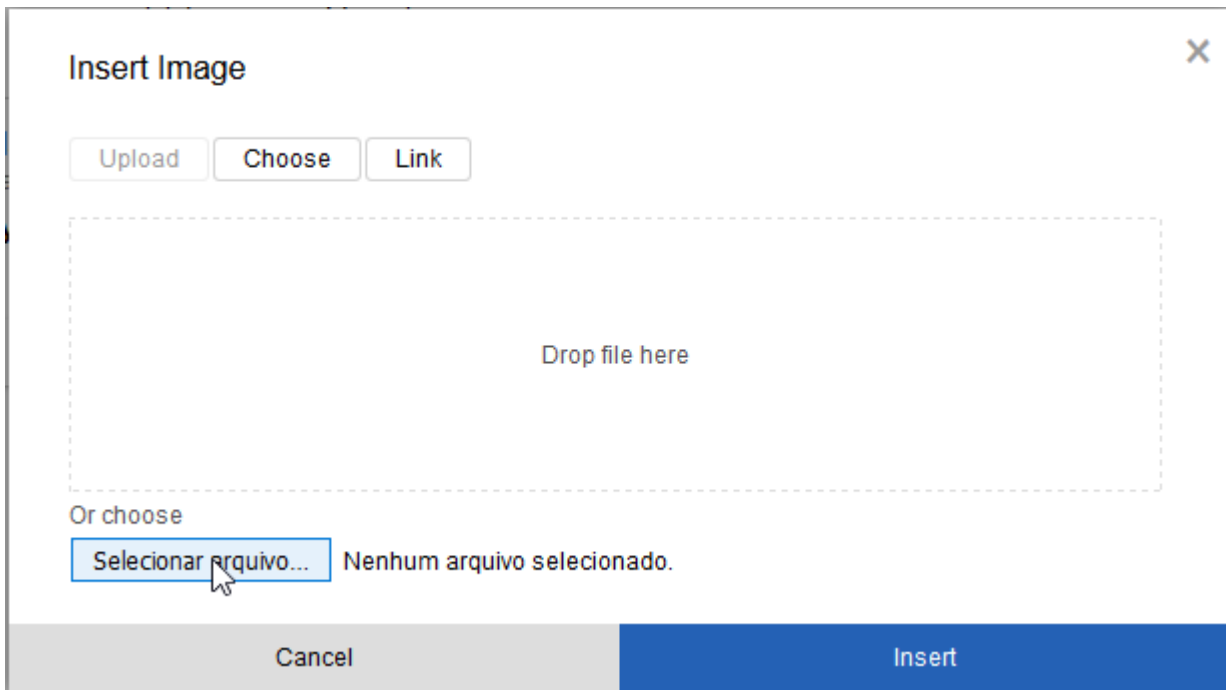 Insert Image
Upload Choose Link
Drop file here
Or choose
Selecionar arquivo... Nenhum arquivo selecionado.
Cancel Insert